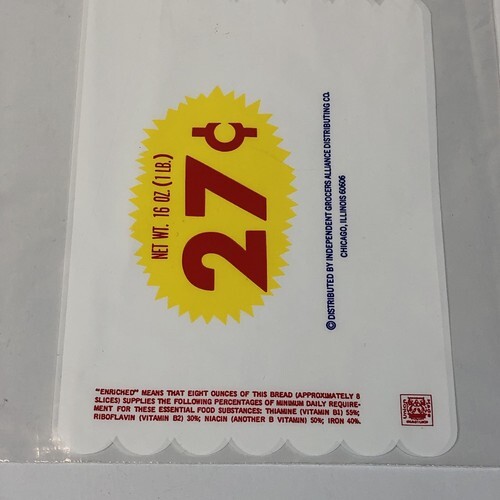 NET WT. 16 OZ. (1 LB.)
27¢
© DISTRIBUTED BY INDEPENDENT GROCERS ALLIANCE DISTRIBUTING CO.
CHICAGO, ILLINOIS 60606
"ENRICHED" MEANS THAT EIGHT OUNCES OF THIS BREAD (APPROXIMATELY 8
SLICES) SUPPLIES THE FOLLOWING PERCENTAGES OF MINIMUM DAILY REQUIRE-
MENT FOR THESE ESSENTIAL FOOD SUBSTANCES: THIAMINE (VITAMIN B1) 55%;
RIBOFLAVIN (VITAMIN B2) 30%; NIACIN (ANOTHER B VITAMIN) 50%; IRON 40%.
UNION